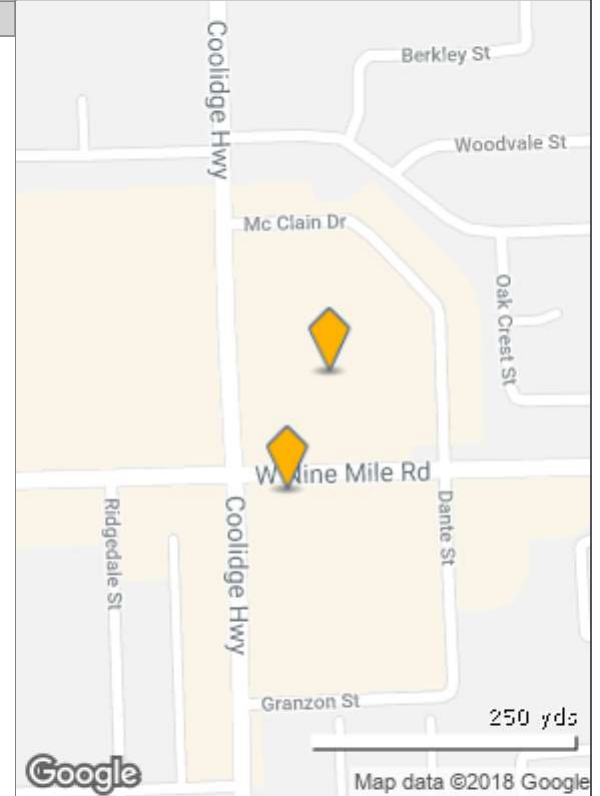 Berkley St
Coolidge Hwy
Woodvale St
Mc Clain Dr
Oak Crest St
W Nine Mile Rd
Ridgedale St
Coolidge Hwy
Dante St
Granzon St
250 yds
Google
Map data ©2018 Google